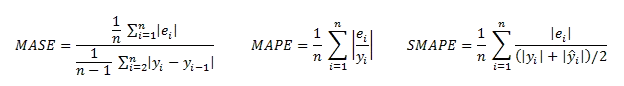 MASE = \frac{\frac{1}{n} \sum_{i=1}^{n} |e_i|}{\frac{1}{n-1} \sum_{i=2}^{n} |y_i - y_{i-1}|}   MAPE = \frac{1}{n} \sum_{i=1}^{n} \left|\frac{e_i}{y_i}\right|   SMAPE = \frac{1}{n} \sum_{i=1}^{n} \frac{|e_i|}{(|y_i| + |\hat{y}_i|)/2}